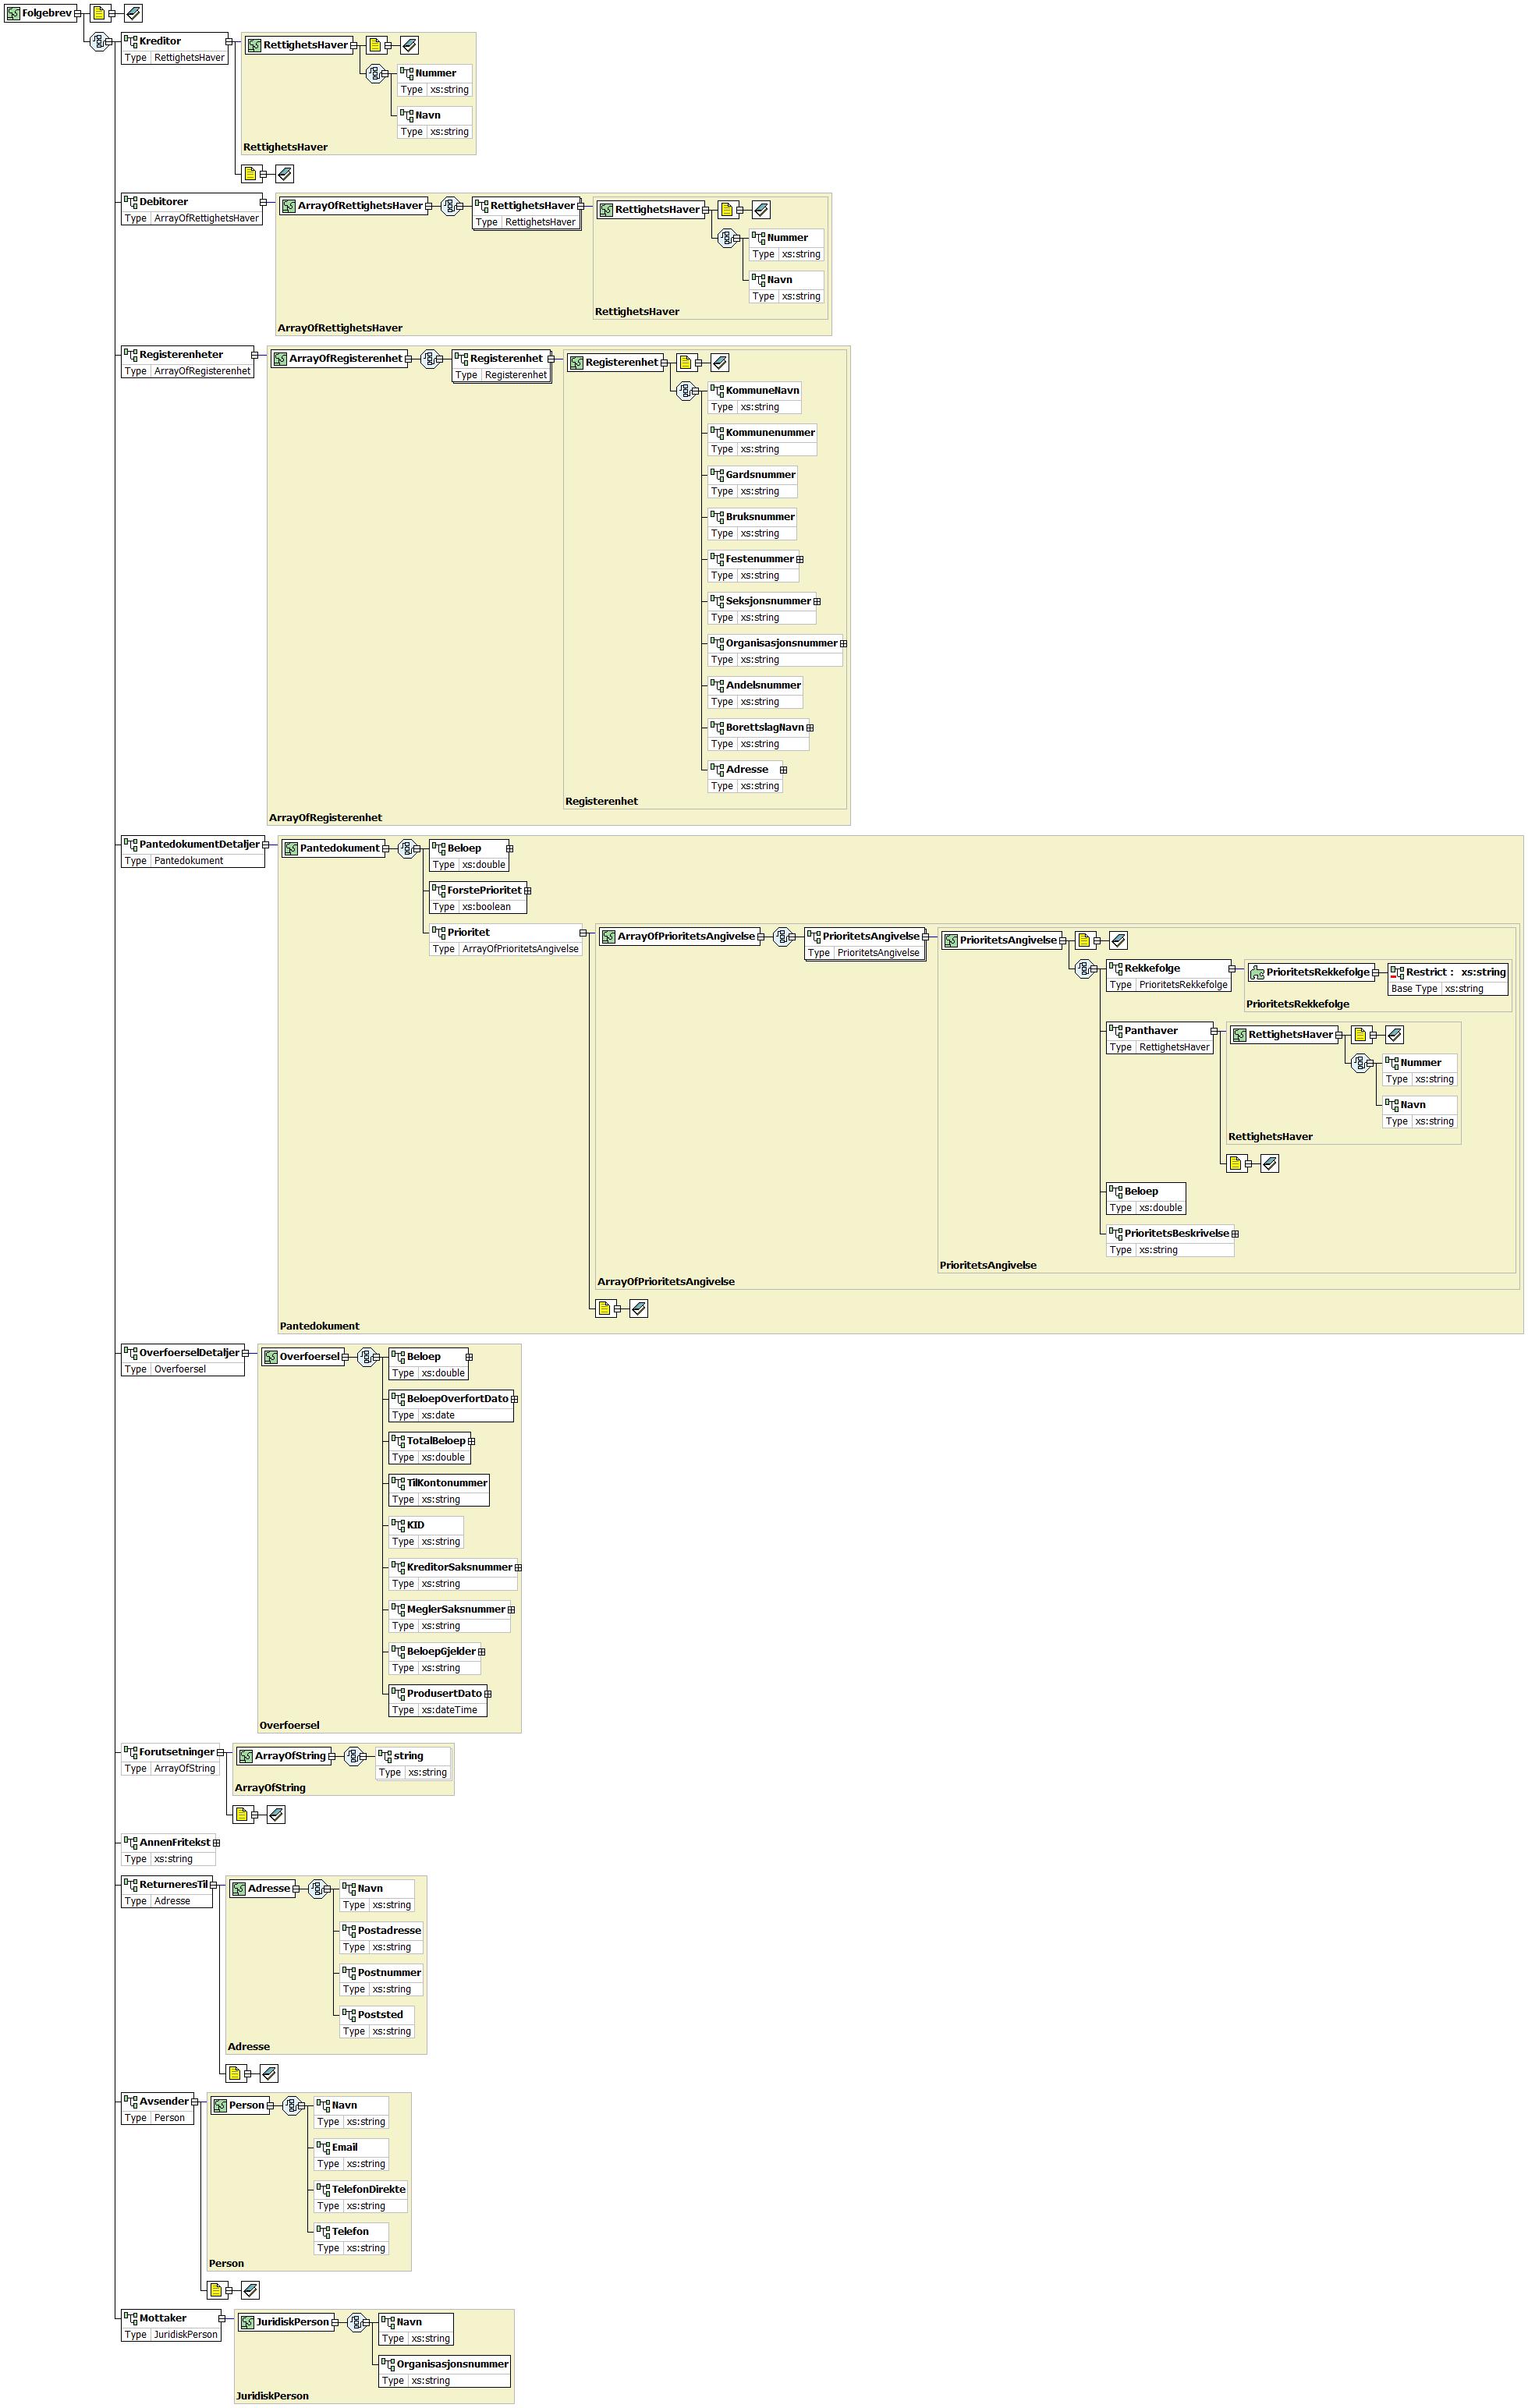 Folgebrev
Kreditor
Type RettighetsHaver
RettighetsHaver
Nummer
Type xs:string
Navn
Type xs:string
RettighetsHaver
Debitorer
Type ArrayOfRettighetsHaver
ArrayOfRettighetsHaver
RettighetsHaver
Type RettighetsHaver
RettighetsHaver
Nummer
Type xs:string
Navn
Type xs:string
RettighetsHaver
ArrayOfRettighetsHaver
Registerenheter
Type ArrayOfRegisterenhet
ArrayOfRegisterenhet
Registerenhet
Type Registerenhet
Registerenhet
KommuneNavn
Type xs:string
Kommunenummer
Type xs:string
Gardsnummer
Type xs:string
Bruksnummer
Type xs:string
Festenummer
Type xs:string
Seksjonsnummer
Type xs:string
Organisasjonsnummer
Type xs:string
Andelsnummer
Type xs:string
BorettslagNavn
Type xs:string
Adresse
Type xs:string
Registerenhet
ArrayOfRegisterenhet
PantedokumentDetaljer
Type Pantedokument
Pantedokument
Beloep
Type xs:double
ForstePrioritet
Type xs:boolean
Prioritet
Type ArrayOfPrioritetsAngivelse
ArrayOfPrioritetsAngivelse
PrioritetsAngivelse
Type PrioritetsAngivelse
PrioritetsAngivelse
Rekkefolge
Type PrioritetsRekkefolge
PrioritetsRekkefolge
Restrict : xs:string
Base Type xs:string
PrioritetsRekkefolge
Panthaver
Type RettighetsHaver
RettighetsHaver
Nummer
Type xs:string
Navn
Type xs:string
RettighetsHaver
Beloep
Type xs:double
PrioritetsBeskrivelse
Type xs:string
PrioritetsAngivelse
ArrayOfPrioritetsAngivelse
Pantedokument
OverfoerselDetaljer
Type Overfoersel
Overfoersel
Beloep
Type xs:double
BeloepOverfortDato
Type xs:date
TotalBeloep
Type xs:double
TilKontonummer
Type xs:string
KID
Type xs:string
KreditorSaksnummer
Type xs:string
MeglerSaksnummer
Type xs:string
BeloepGjelder
Type xs:string
ProdusertDato
Type xs:dateTime
Overfoersel
Forutsetninger
Type ArrayOfString
ArrayOfString
string
Type xs:string
ArrayOfString
AnnenFritekst
Type xs:string
ReturneresTil
Type Adresse
Adresse
Navn
Type xs:string
Postadresse
Type xs:string
Postnummer
Type xs:string
Poststed
Type xs:string
Adresse
Avsender
Type Person
Person
Navn
Type xs:string
Email
Type xs:string
TelefonDirekte
Type xs:string
Telefon
Type xs:string
Person
Mottaker
Type JuridiskPerson
JuridiskPerson
Navn
Type xs:string
Organisasjonsnummer
Type xs:string
JuridiskPerson